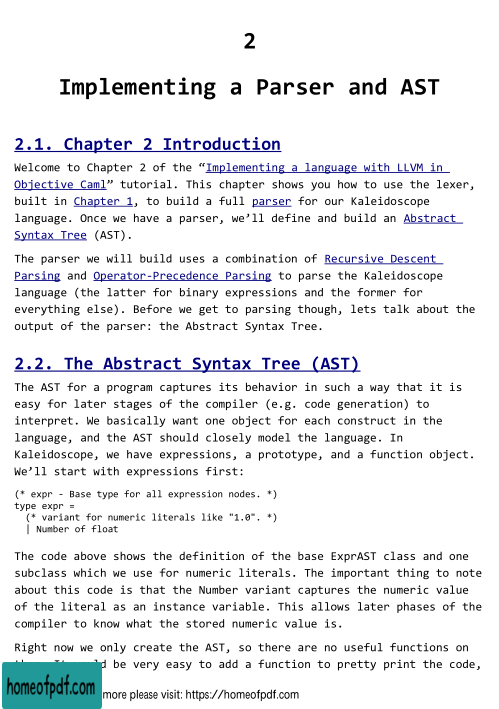 2
Implementing a Parser and AST
2.1. Chapter 2 Introduction
Welcome to Chapter 2 of the “Implementing a language with LLVM in
Objective Caml” tutorial. This chapter shows you how to use the lexer,
built in Chapter 1, to build a full parser for our Kaleidoscope
language. Once we have a parser, we’ll define and build an Abstract
Syntax Tree (AST).
The parser we will build uses a combination of Recursive Descent
Parsing and Operator-Precedence Parsing to parse the Kaleidoscope
language (the latter for binary expressions and the former for
everything else). Before we get to parsing though, lets talk about the
output of the parser: the Abstract Syntax Tree.
2.2. The Abstract Syntax Tree (AST)
The AST for a program captures its behavior in such a way that it is
easy for later stages of the compiler (e.g. code generation) to
interpret. We basically want one object for each construct in the
language, and the AST should closely model the language. In
Kaleidoscope, we have expressions, a prototype, and a function object.
We’ll start with expressions first:
(* expr - Base type for all expression nodes. *)
type expr =
  (* variant for numeric literals like "1.0". *)
  | Number of float
The code above shows the definition of the base ExprAST class and one
subclass which we use for numeric literals. The important thing to note
about this code is that the Number variant captures the numeric value
of the literal as an instance variable. This allows later phases of the
compiler to know what the stored numeric value is.
Right now we only create the AST, so there are no useful functions on
be very easy to add a function to pretty print the code,
homeofpdf.com
more please visit: https://homeofpdf.com